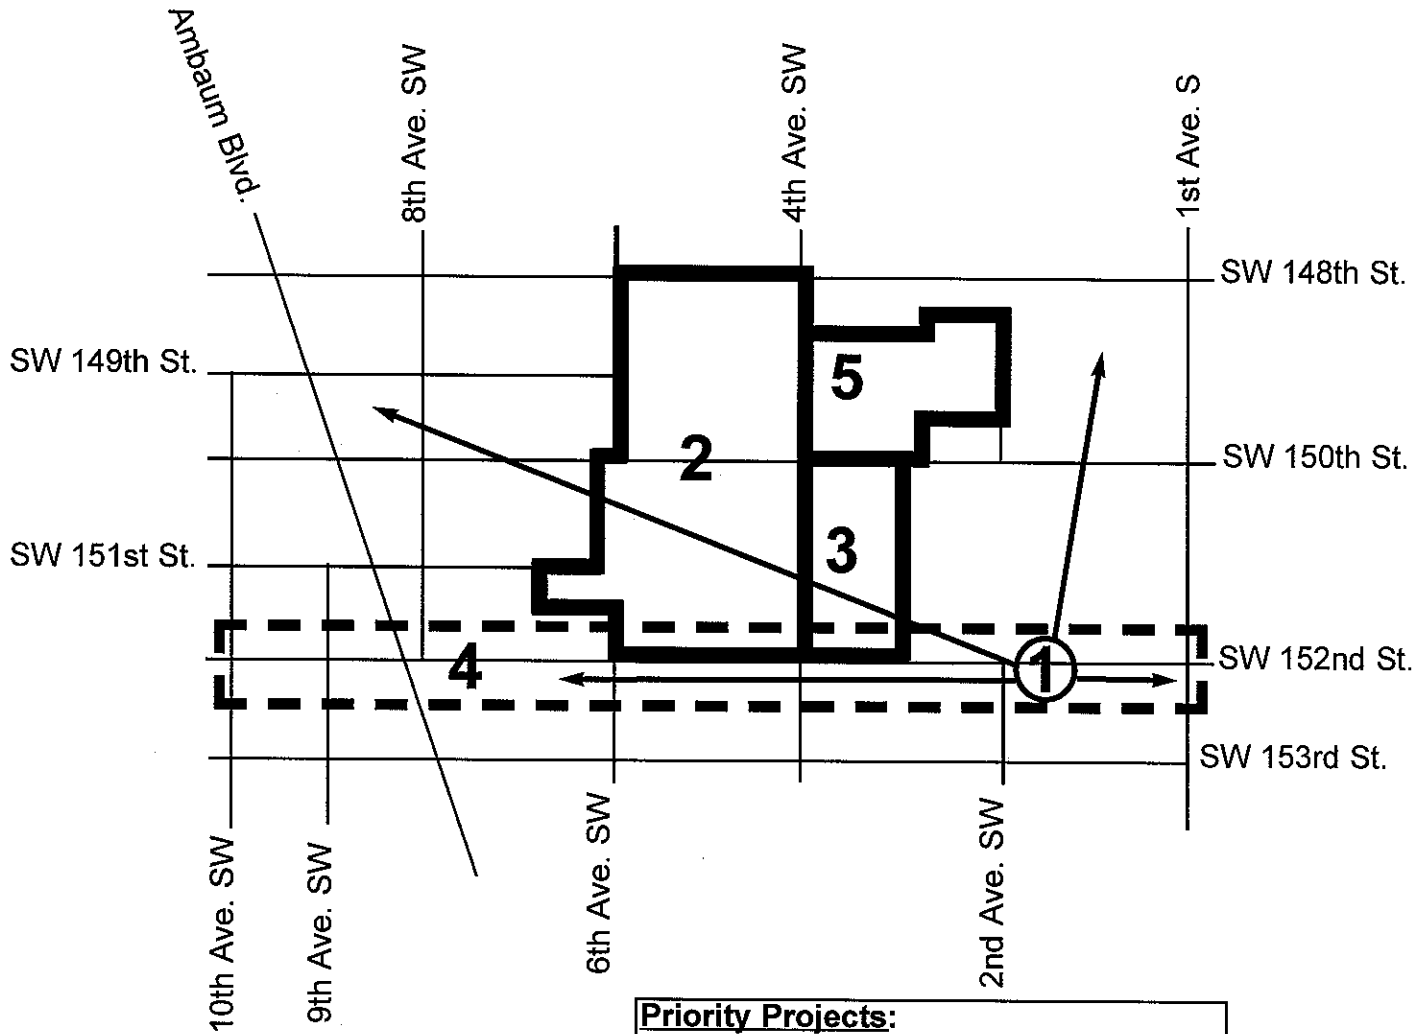 Ambaum Blvd.
8th Ave. SW
4th Ave. SW
1st Ave. S
SW 148th St.
SW 149th St.
5
2
SW 150th St.
3
SW 151st St.
4
1
SW 152nd St.
SW 153rd St.
10th Ave. SW
9th Ave. SW
6th Ave. SW
2nd Ave. SW
Priority Projects: